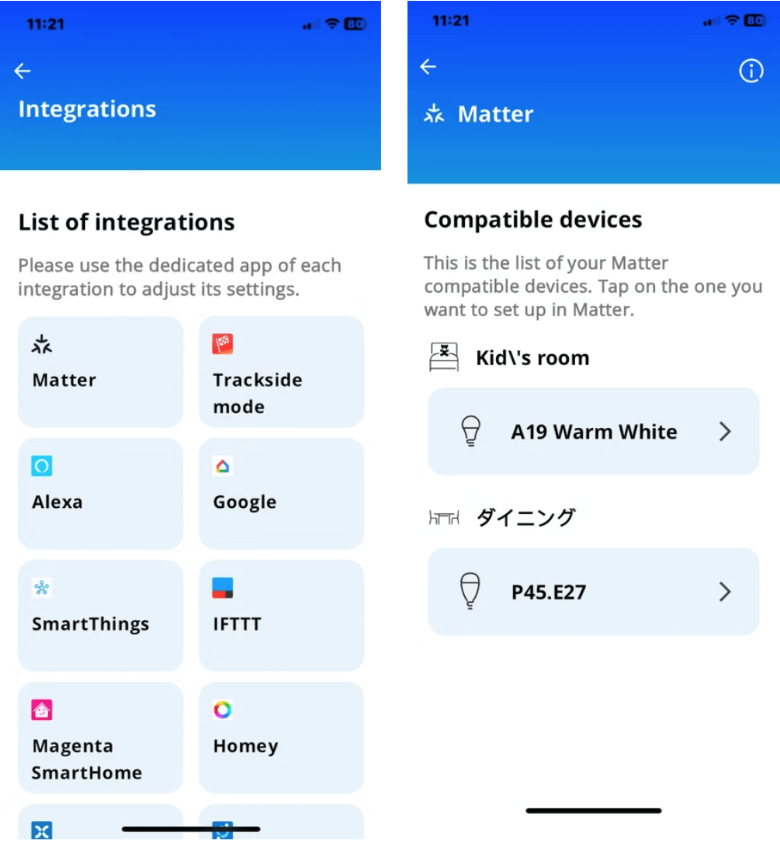 11:21
80
Integrations
List of integrations
Please use the dedicated app of each
integration to adjust its settings.
Matter
Trackside
mode
Alexa
Google
SmartThings
IFTTT
Magenta
SmartHome
Homey
11:21
80
Matter
Compatible devices
This is the list of your Matter
compatible devices. Tap on the one you
want to set up in Matter.
Kid\'s room
A19 Warm White
ダイニング
P45.E27